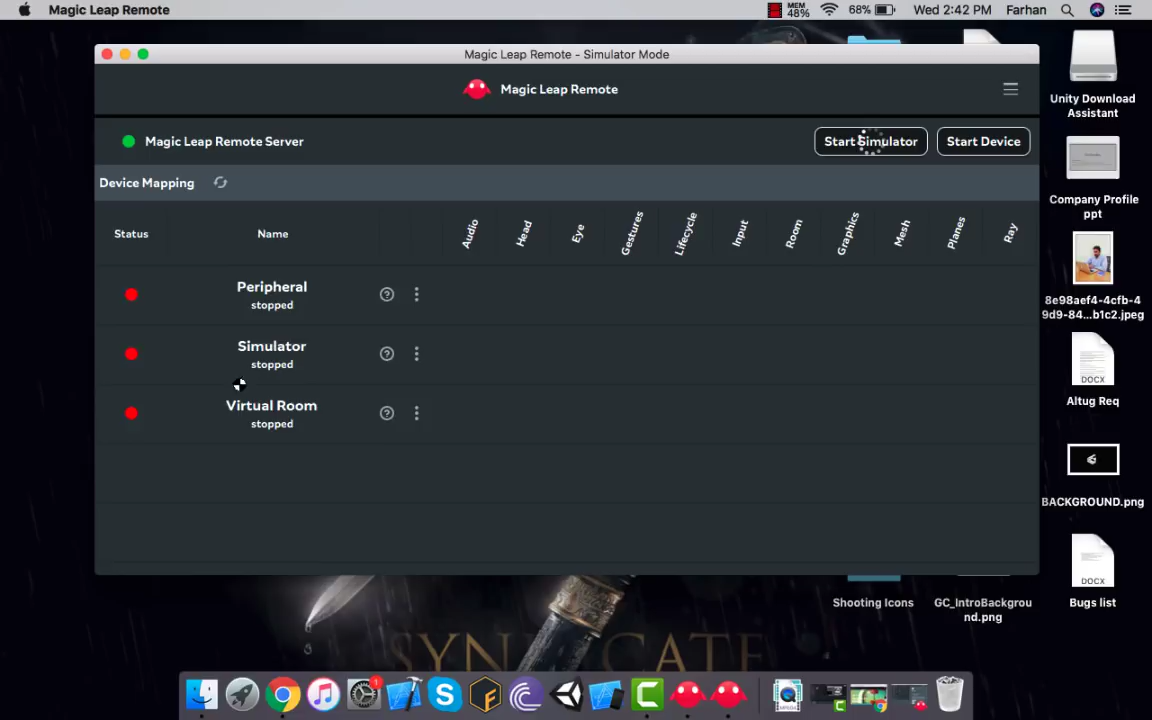 Magic Leap Remote
MEM
48%
68%
Wed 2:42 PM
Farhan
Magic Leap Remote - Simulator Mode
Magic Leap Remote
Magic Leap Remote Server
Start Simulator
Start Device
Device Mapping
Status
Name
Audio
Head
Eye
Gestures
Lifecycle
Input
Room
Graphics
Mesh
Planes
Ray
Peripheral
stopped
Simulator
stopped
Virtual Room
stopped
Unity Download
Assistant
Company Profile
ppt
8e98aef4-4cfb-4
9d9-84...b1c2.jpeg
DOCX
Altug Req
BACKGROUND.png
DOCX
Bugs list
Shooting Icons
GC_IntroBackgrou
nd.png
SYNDICATE
1